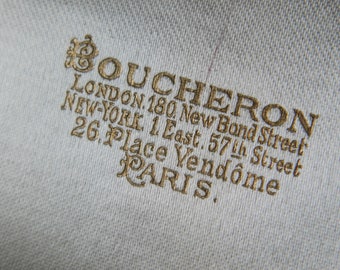 BOUCHERON
LONDON. 180. New Bond Street
NEW-YORK. 1 East. 57th Street
26. Place Vendôme
PARIS.